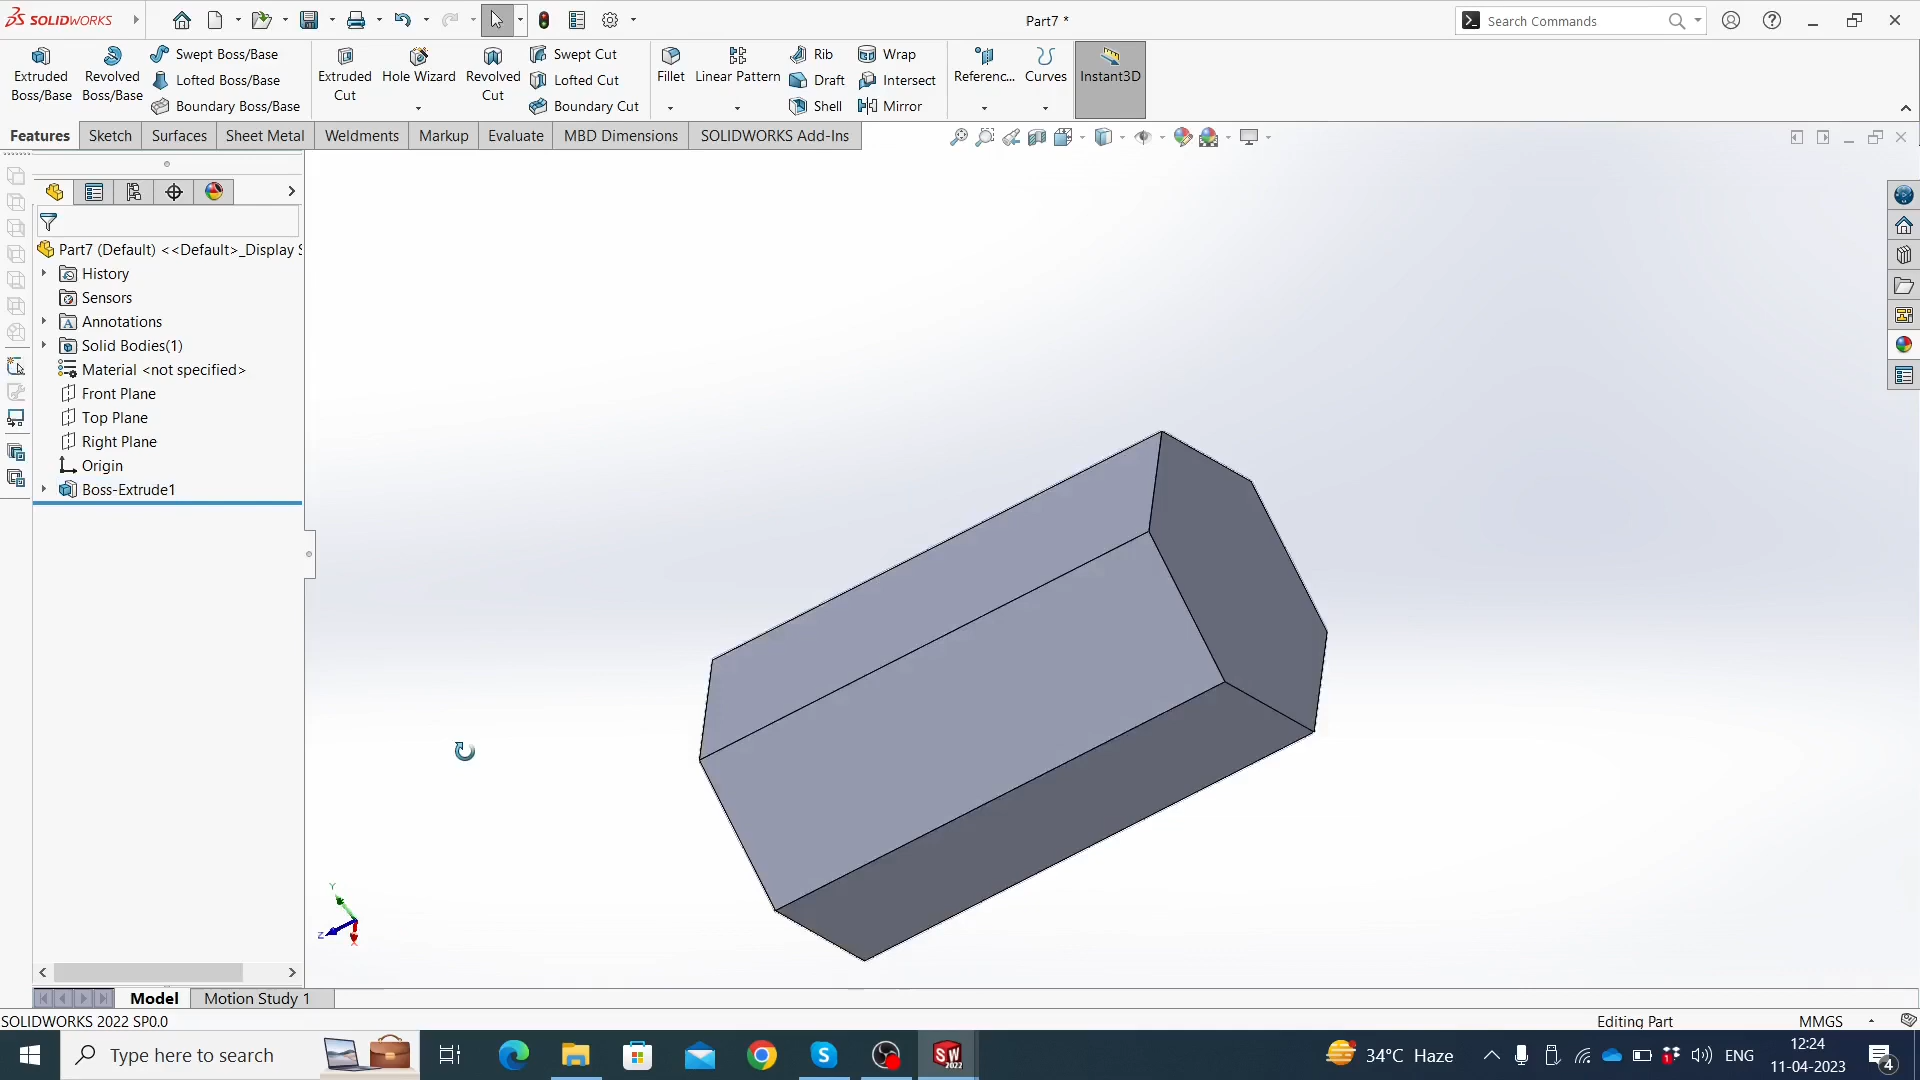 SOLIDWORKS
Part7 *
Search Commands
Extruded Boss/Base
Revolved Boss/Base
Swept Boss/Base
Lofted Boss/Base
Boundary Boss/Base
Extruded Cut
Hole Wizard
Revolved Cut
Swept Cut
Lofted Cut
Boundary Cut
Fillet
Linear Pattern
Rib
Draft
Shell
Wrap
Intersect
Mirror
Referenc...
Curves
Instant3D
Features
Sketch
Surfaces
Sheet Metal
Weldments
Markup
Evaluate
MBD Dimensions
SOLIDWORKS Add-Ins
Part7 (Default) <<Default>_Display S
History
Sensors
Annotations
Solid Bodies(1)
Material <not specified>
Front Plane
Top Plane
Right Plane
Origin
Boss-Extrude1
Y
Z
X
Model
Motion Study 1
SOLIDWORKS 2022 SP0.0
Editing Part
MMGS
Type here to search
SW
2022
34°C Haze
1
ENG
12:24
11-04-2023
4